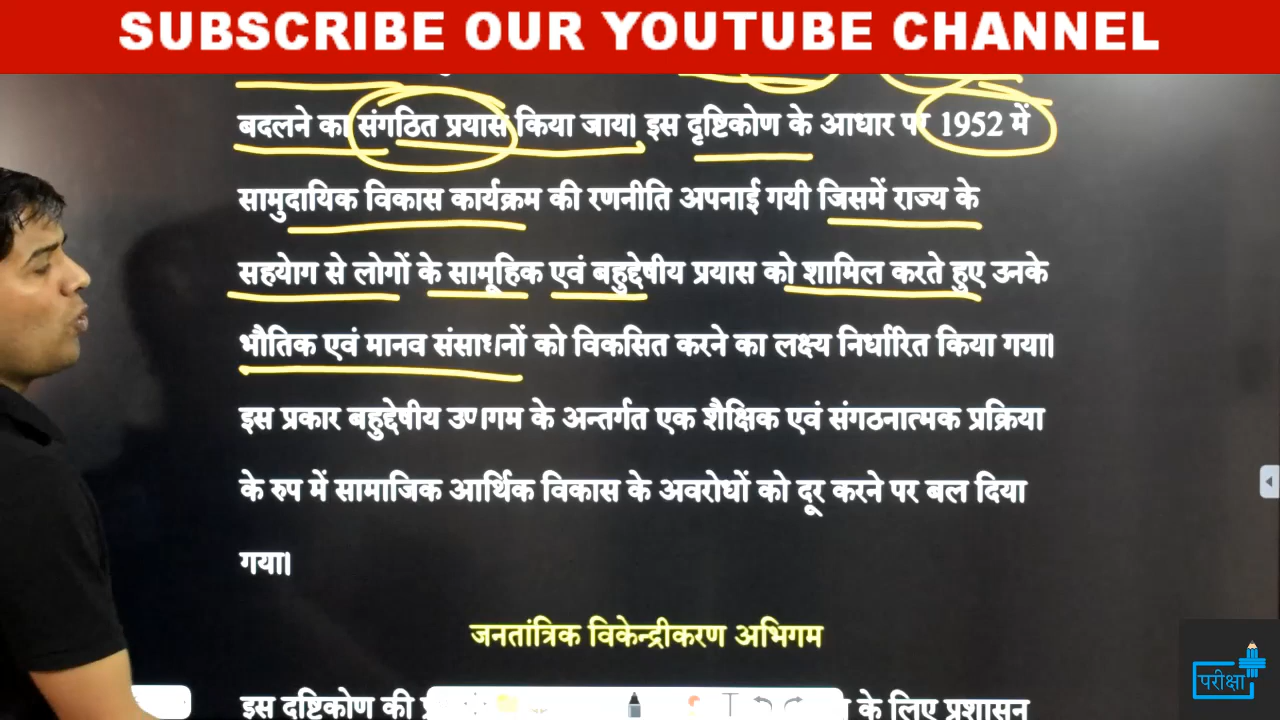 SUBSCRIBE OUR YOUTUBE CHANNEL
बदलने का संगठित प्रयास किया जाय। इस दृष्टिकोण के आधार पर 1952 में
सामुदायिक विकास कार्यक्रम की रणनीति अपनाई गयी जिसमें राज्य के
सहयोग से लोगों के सामूहिक एवं बहुद्देषीय प्रयास को शामिल करते हुए उनके
भौतिक एवं मानव संसाधनों को विकसित करने का लक्ष्य निर्धारित किया गया।
इस प्रकार बहुद्देषीय उपागम के अन्तर्गत एक शैक्षिक एवं संगठनात्मक प्रक्रिया
के रुप में सामाजिक आर्थिक विकास के अवरोधों को दूर करने पर बल दिया
गया।
जनतांत्रिक विकेन्द्रीकरण अभिगम
इस दृष्टिकोण की के लिए प्रशासन
परीक्षा